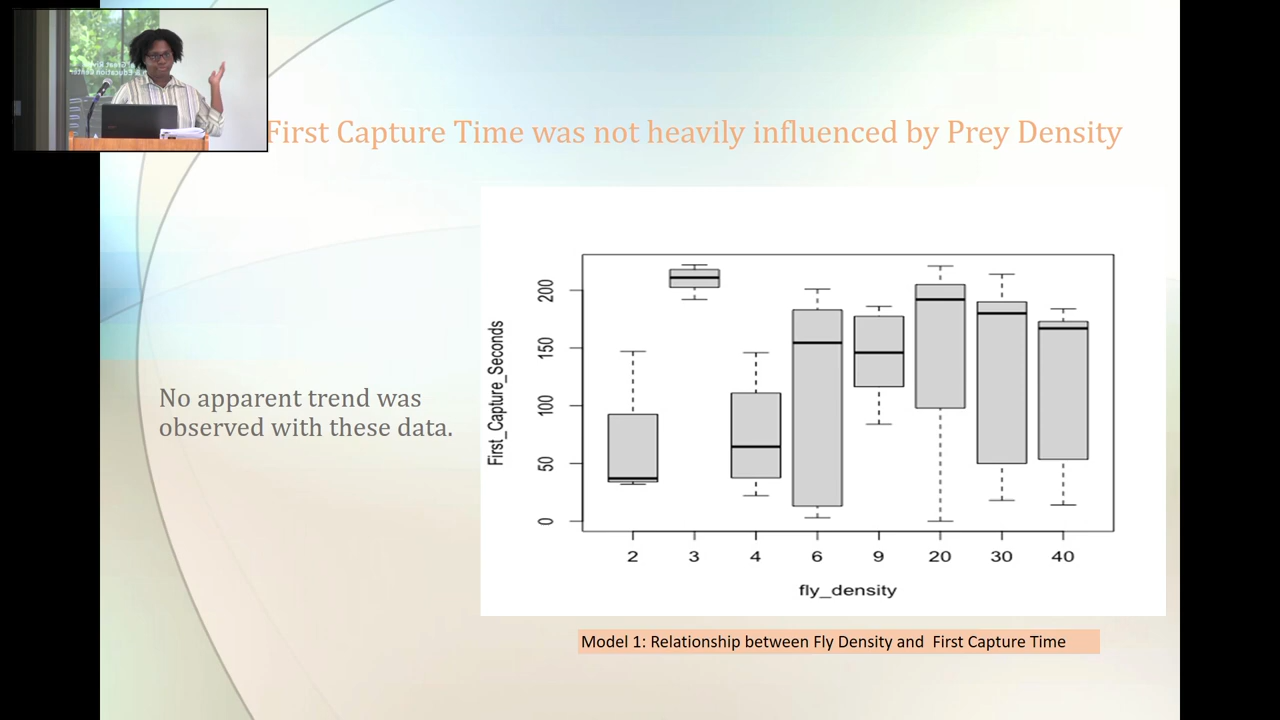 First Capture Time was not heavily influenced by Prey Density
No apparent trend was
observed with these data.
First_Capture_Seconds
200
150
100
50
0
2 3 4 6 9 20 30 40
fly_density
Model 1: Relationship between Fly Density and First Capture Time